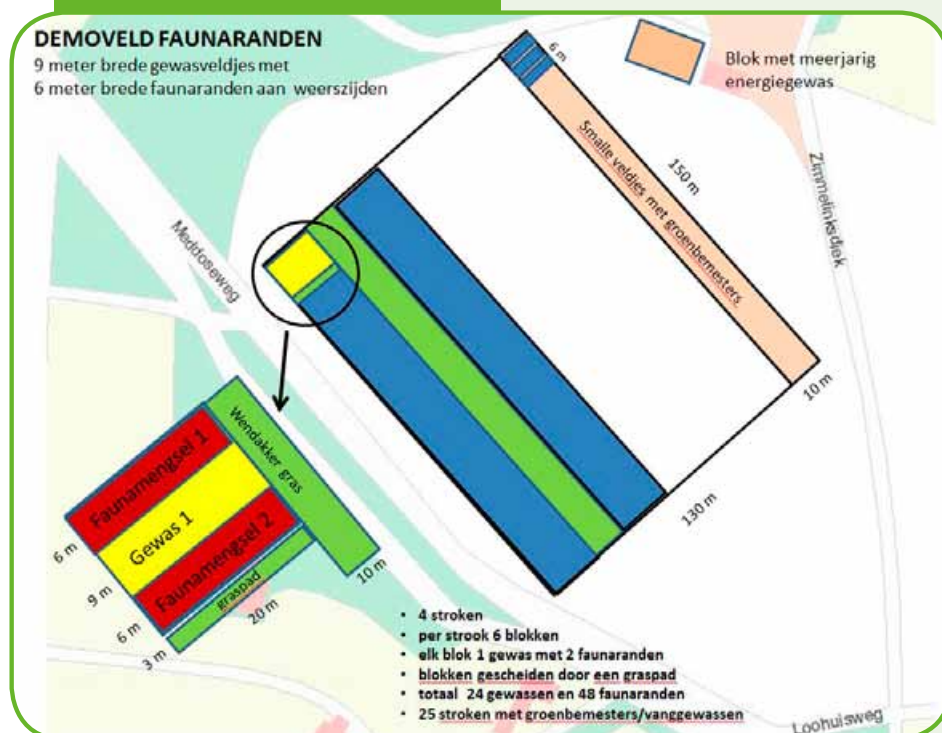 DEMOVELD FAUNARANDEN
9 meter brede gewasveldjes met
6 meter brede faunaranden aan weerszijden
6 m
Blok met meerjarig
energiegewas
Smalle veldjes met groenbemesters
150 m
Zimmelinksdiek
Meddoseweg
10 m
130 m
Wendakker gras
Faunamengsel 1
Gewas 1
Faunamengsel 2
graspad
6 m
9 m
6 m
3 m
20 m
10 m
• 4 stroken
• per strook 6 blokken
• elk blok 1 gewas met 2 faunaranden
• blokken gescheiden door een graspad
• totaal 24 gewassen en 48 faunaranden
• 25 stroken met groenbemesters/vanggewassen
Loohuisweg